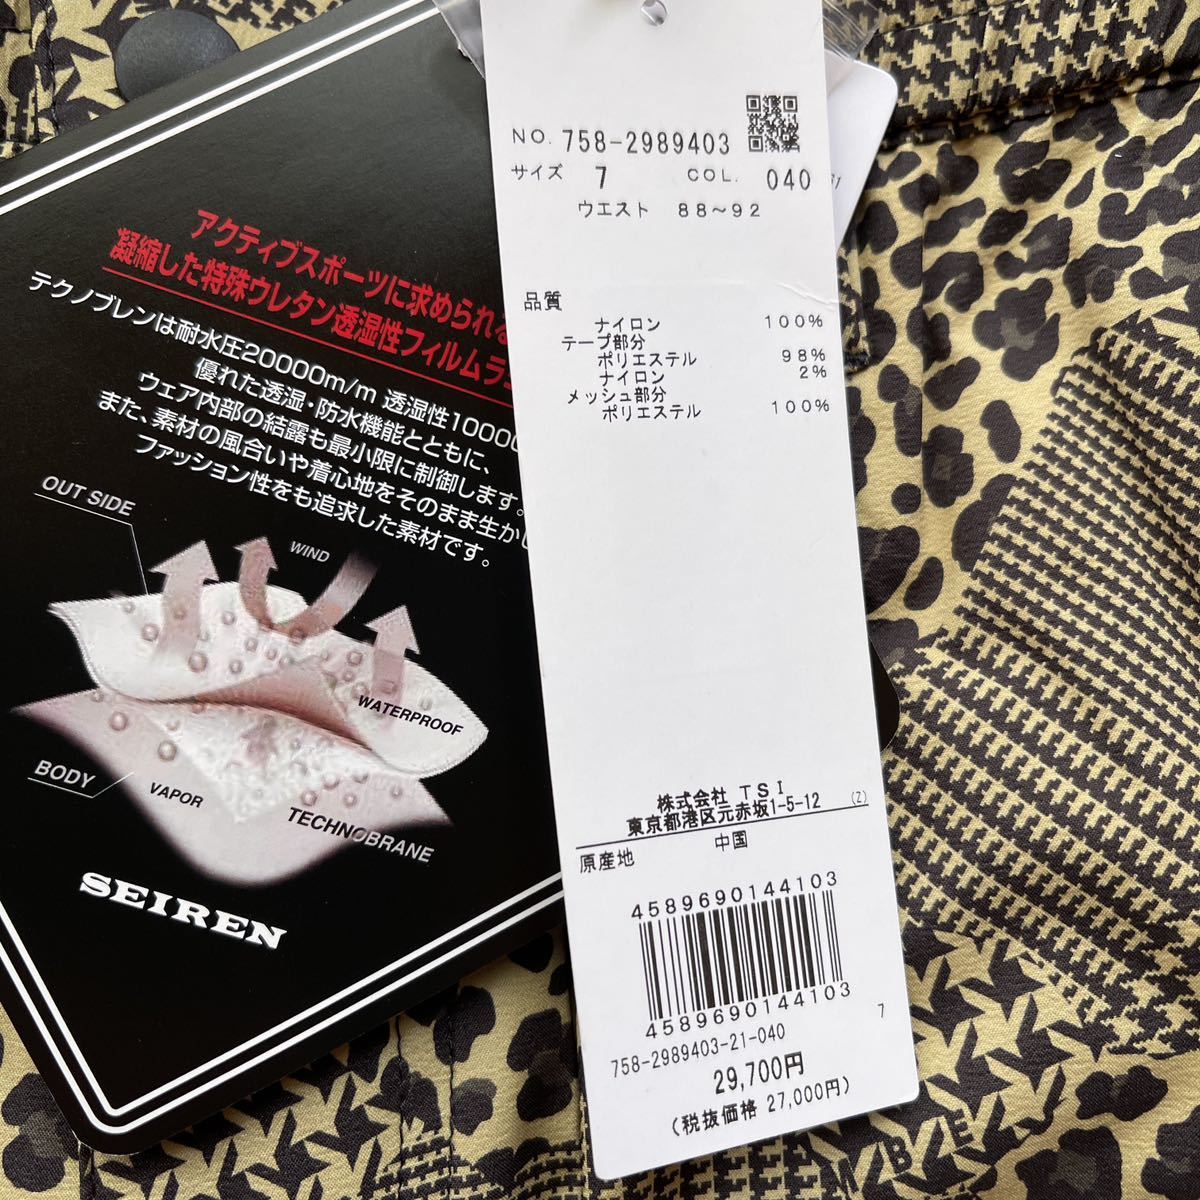 アクティブスポーツに求められる
凝縮した特殊ウレタン透湿性フィルムラ
テクノブレンは耐水圧20000m/m 透湿性10000
優れた透湿・防水機能とともに、
ウェア内部の結露も最小限に制御します。
また、素材の風合いや着心地をそのまま生かし
ファッション性をも追求した素材です。
OUT SIDE
WIND
WATERPROOF
BODY
VAPOR
TECHNOBRANE
SEIREN
NO. 758-2989403
サイズ 7 COL. 040
ウエスト 88～92
品質
ナイロン 100%
テープ部分
ポリエステル 98%
ナイロン 2%
メッシュ部分
ポリエステル 100%
株式会社 TSI
東京都港区元赤坂1-5-12 (Z)
原産地 中国
4589690144103
4589690144103
758-2989403-21-040 7
29,700円
(税抜価格 27,000円)